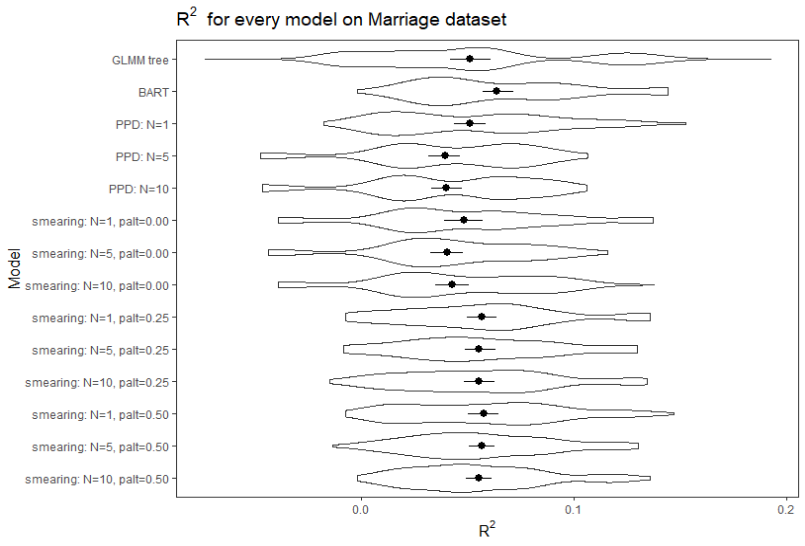 R² for every model on Marriage dataset
Model
GLMM tree
BART
PPD: N=1
PPD: N=5
PPD: N=10
smearing: N=1, palt=0.00
smearing: N=5, palt=0.00
smearing: N=10, palt=0.00
smearing: N=1, palt=0.25
smearing: N=5, palt=0.25
smearing: N=10, palt=0.25
smearing: N=1, palt=0.50
smearing: N=5, palt=0.50
smearing: N=10, palt=0.50
0.0 0.1 0.2
R²